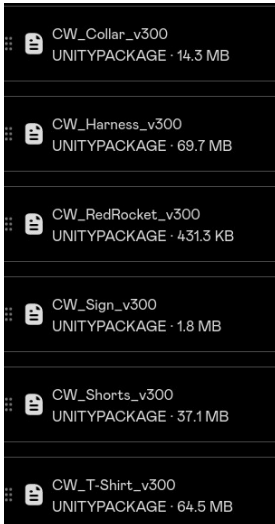 CW_Collar_v300
UNITYPACKAGE · 14.3 MB
CW_Harness_v300
UNITYPACKAGE · 69.7 MB
CW_RedRocket_v300
UNITYPACKAGE · 431.3 KB
CW_Sign_v300
UNITYPACKAGE · 1.8 MB
CW_Shorts_v300
UNITYPACKAGE · 37.1 MB
CW_T-Shirt_v300
UNITYPACKAGE · 64.5 MB